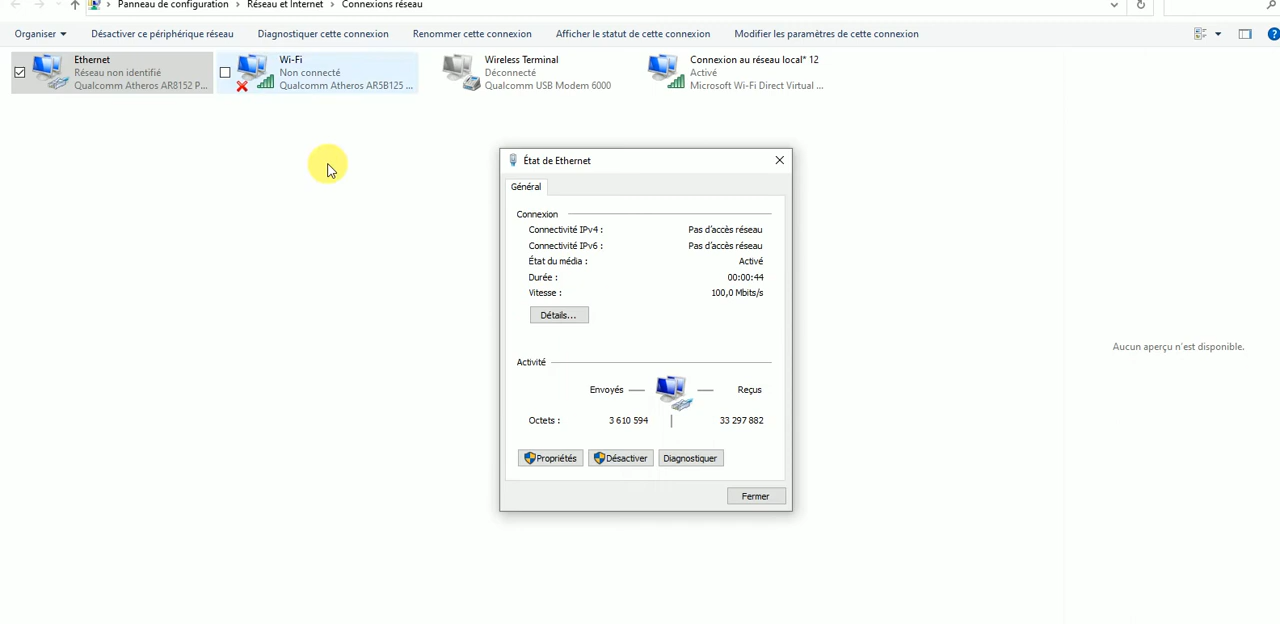 Panneau de configuration > Réseau et Internet > Connexions réseau
Organiser Désactiver ce périphérique réseau Diagnostiquer cette connexion Renommer cette connexion Afficher le statut de cette connexion Modifier les paramètres de cette connexion
Ethernet
Réseau non identifié
Qualcomm Atheros AR8152 P...
Wi-Fi
Non connecté
Qualcomm Atheros AR5B125 ...
Wireless Terminal
Déconnecté
Qualcomm USB Modem 6000
Connexion au réseau local* 12
Activé
Microsoft Wi-Fi Direct Virtual ...
État de Ethernet
Général
Connexion
Connectivité IPv4 : Pas d'accès réseau
Connectivité IPv6 : Pas d'accès réseau
État du média : Activé
Durée : 00:00:44
Vitesse : 100,0 Mbits/s
Détails...
Activité
Envoyés Reçus
Octets : 3 610 594 33 297 882
Propriétés Désactiver Diagnostiquer
Fermer
Aucun aperçu n'est disponible.